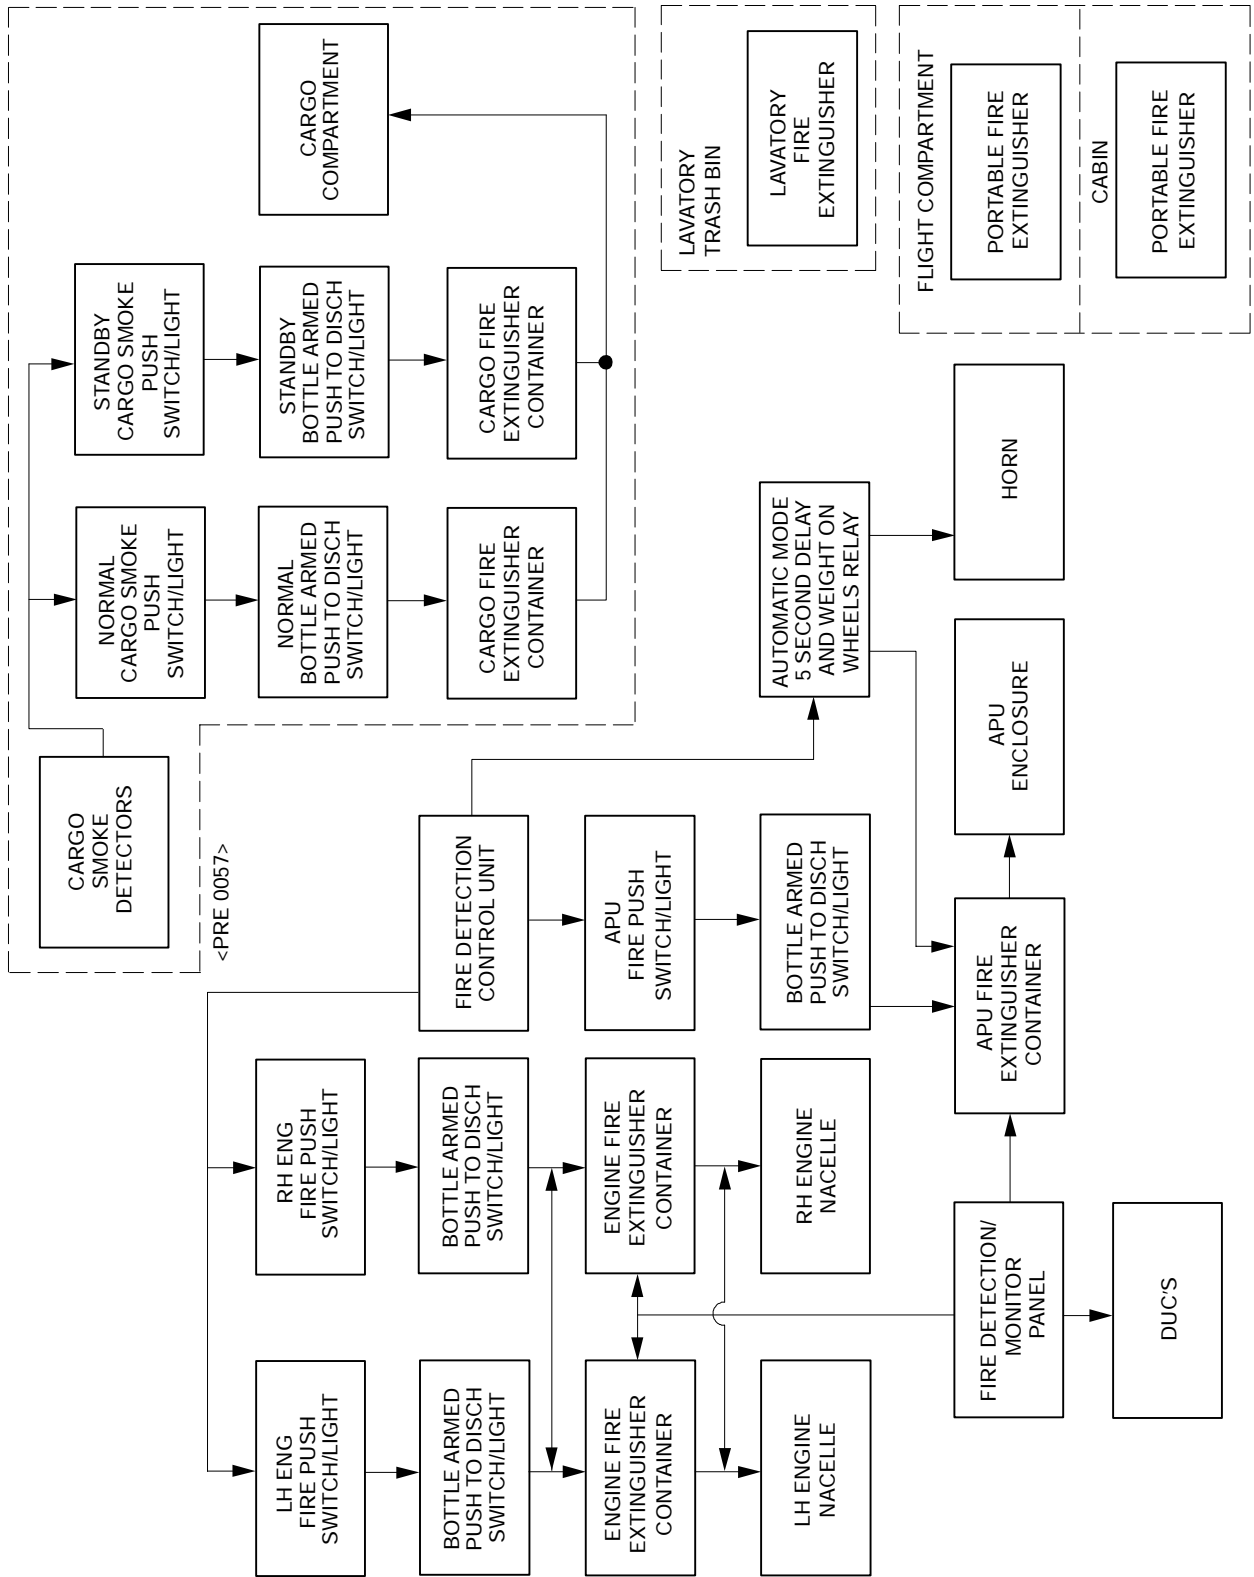 CARGO
SMOKE
DETECTORS
NORMAL
CARGO SMOKE
PUSH
SWITCH/LIGHT
STANDBY
CARGO SMOKE
PUSH
SWITCH/LIGHT
NORMAL
BOTTLE ARMED
PUSH TO DISCH
SWITCH/LIGHT
STANDBY
BOTTLE ARMED
PUSH TO DISCH
SWITCH/LIGHT
CARGO
COMPARTMENT
CARGO FIRE
EXTINGUISHER
CONTAINER
CARGO FIRE
EXTINGUISHER
CONTAINER
<PRE 0057>
LH ENG
FIRE PUSH
SWITCH/LIGHT
RH ENG
FIRE PUSH
SWITCH/LIGHT
BOTTLE ARMED
PUSH TO DISCH
SWITCH/LIGHT
BOTTLE ARMED
PUSH TO DISCH
SWITCH/LIGHT
FIRE DETECTION
CONTROL UNIT
ENGINE FIRE
EXTINGUISHER
CONTAINER
ENGINE FIRE
EXTINGUISHER
CONTAINER
APU
FIRE PUSH
SWITCH/LIGHT
LH ENGINE
NACELLE
RH ENGINE
NACELLE
BOTTLE ARMED
PUSH TO DISCH
SWITCH/LIGHT
AUTOMATIC MODE
5 SECOND DELAY
AND WEIGHT ON
WHEELS RELAY
LAVATORY
TRASH BIN
LAVATORY
FIRE
EXTINGUISHER
FIRE DETECTION/
MONITOR
PANEL
APU FIRE
EXTINGUISHER
CONTAINER
APU
ENCLOSURE
HORN
FLIGHT COMPARTMENT
PORTABLE FIRE
EXTINGUISHER
CABIN
PORTABLE FIRE
EXTINGUISHER
DUC'S